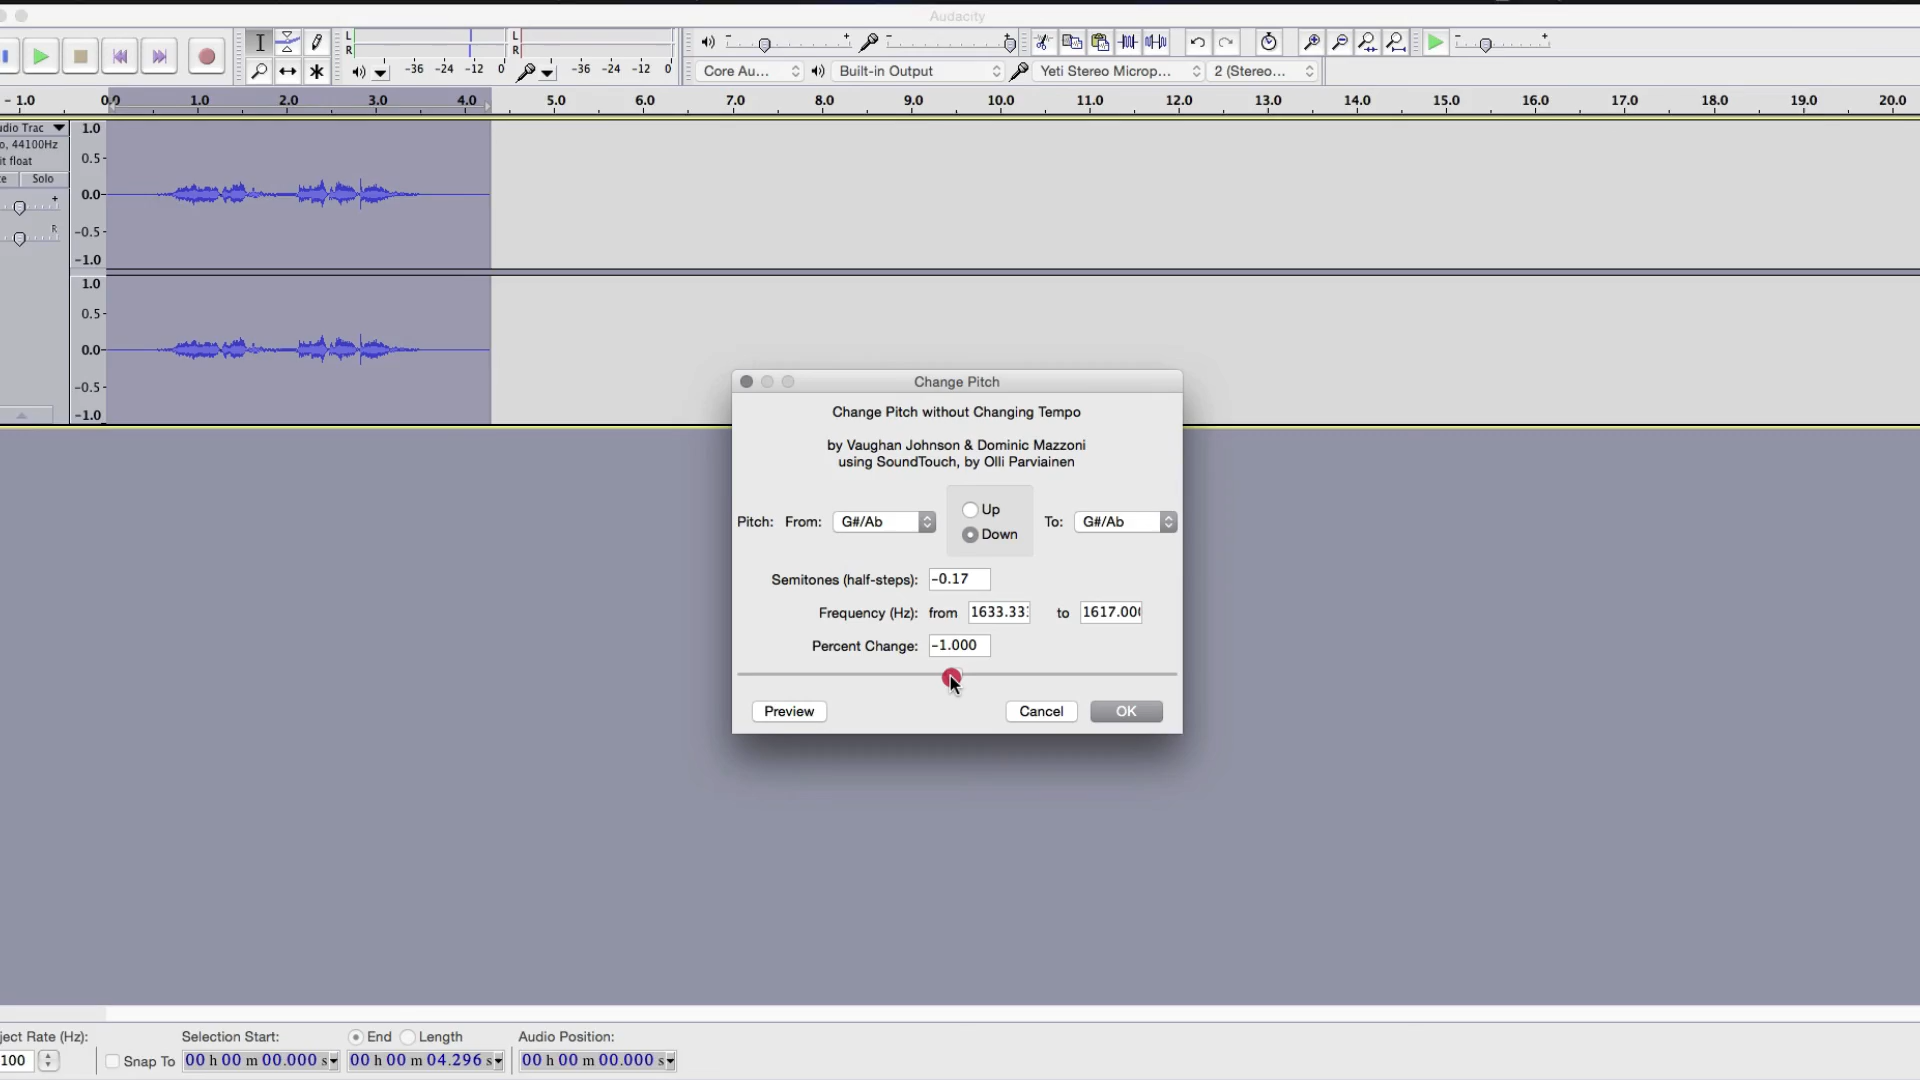 Audacity
L
R
-36 -24 -12 0
R
-36 -24 -12 0
Core Au...
Built-in Output
Yeti Stereo Microp...
2 (Stereo...
- 1.0 0.0 1.0 2.0 3.0 4.0 5.0 6.0 7.0 8.0 9.0 10.0 11.0 12.0 13.0 14.0 15.0 16.0 17.0 18.0 19.0 20.0
dio Trac
o, 44100Hz
it float
te Solo
R
1.0
0.5-
0.0-
-0.5-
-1.0
1.0
0.5-
0.0-
-0.5-
-1.0
Change Pitch
Change Pitch without Changing Tempo
by Vaughan Johnson & Dominic Mazzoni
using SoundTouch, by Olli Parviainen
Pitch: From: G#/Ab
Up
Down
To: G#/Ab
Semitones (half-steps): -0.17
Frequency (Hz): from 1633.33 to 1617.00
Percent Change: -1.000
Preview
Cancel
OK
ject Rate (Hz):
Selection Start:
End
Length
Audio Position:
100
Snap To
00 h 00 m 00.000 s
00 h 00 m 04.296 s
00 h 00 m 00.000 s